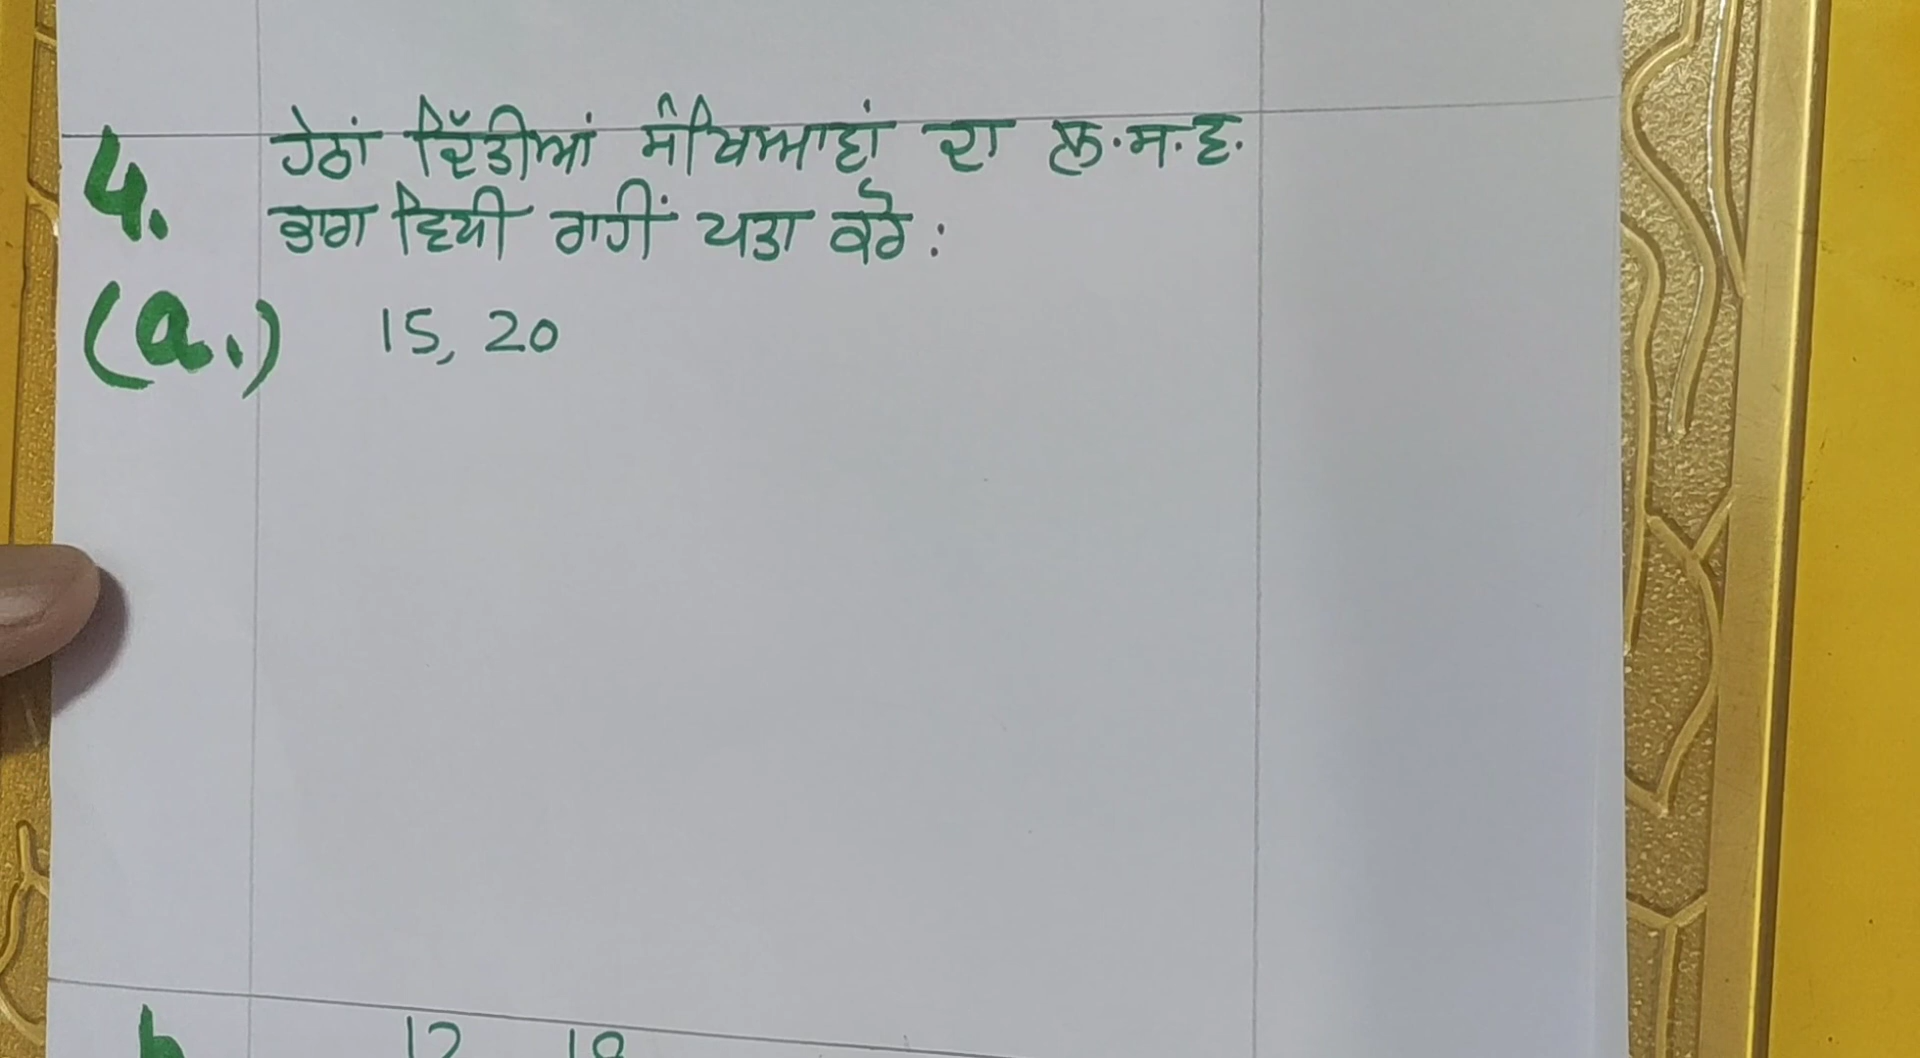 4. ਹੇਠਾਂ ਦਿੱਤੀਆਂ ਸੰਖਿਆਵਾਂ ਦਾ ਲ.ਸ.ਵ.
ਭਾਗ ਵਿਧੀ ਰਾਹੀਂ ਪਤਾ ਕਰੋ :
(a.) 15, 20